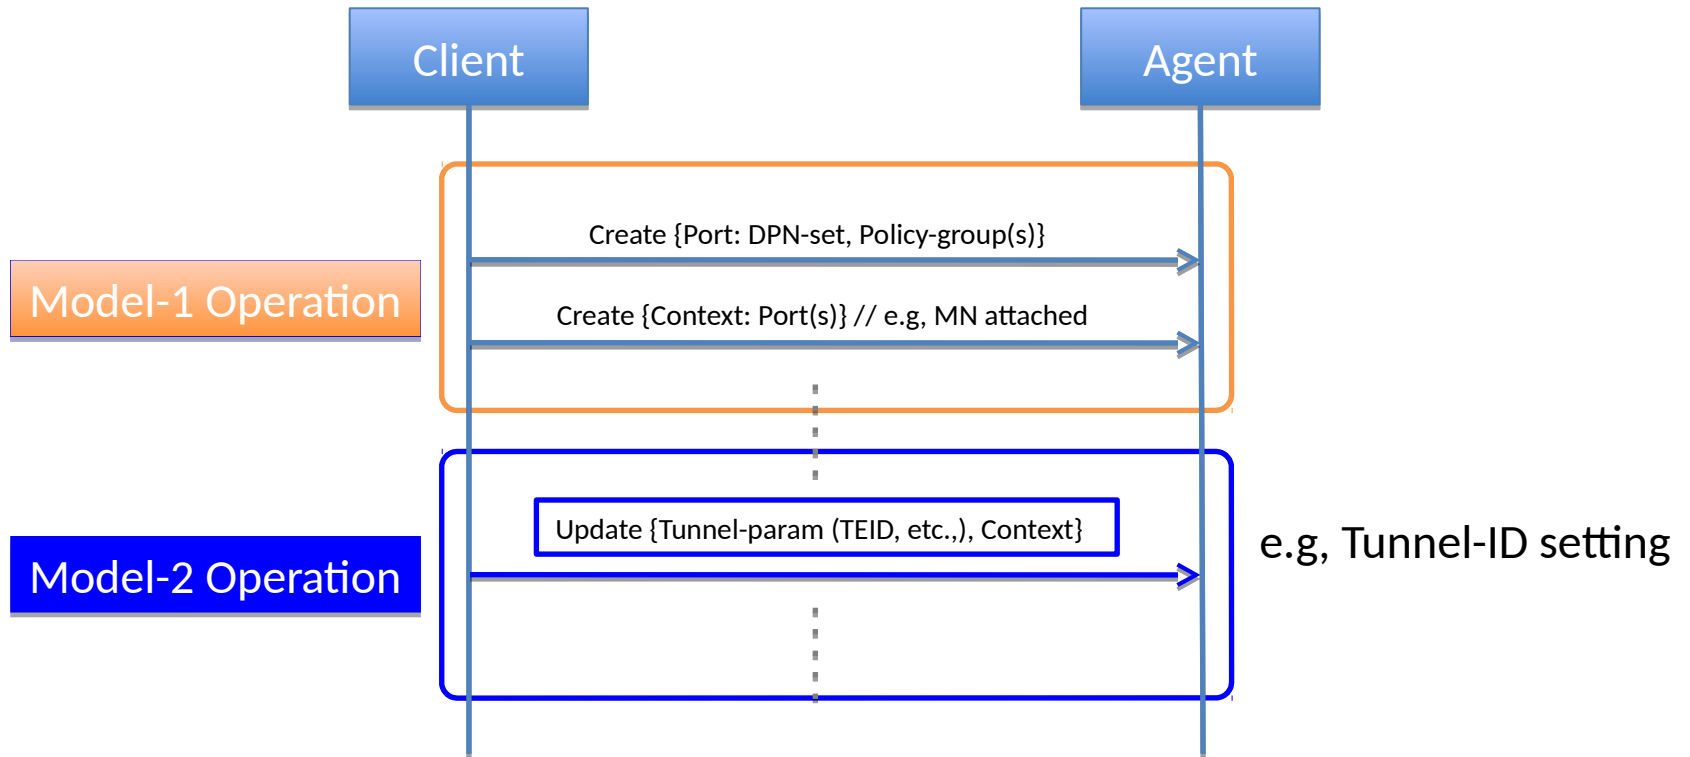 Client
Agent
Create {Port: DPN-set, Policy-group(s)}
Model-1 Operation
Create {Context: Port(s)} // e.g, MN attached
Update {Tunnel-param (TEID, etc.,), Context}
e.g, Tunnel-ID setting
Model-2 Operation